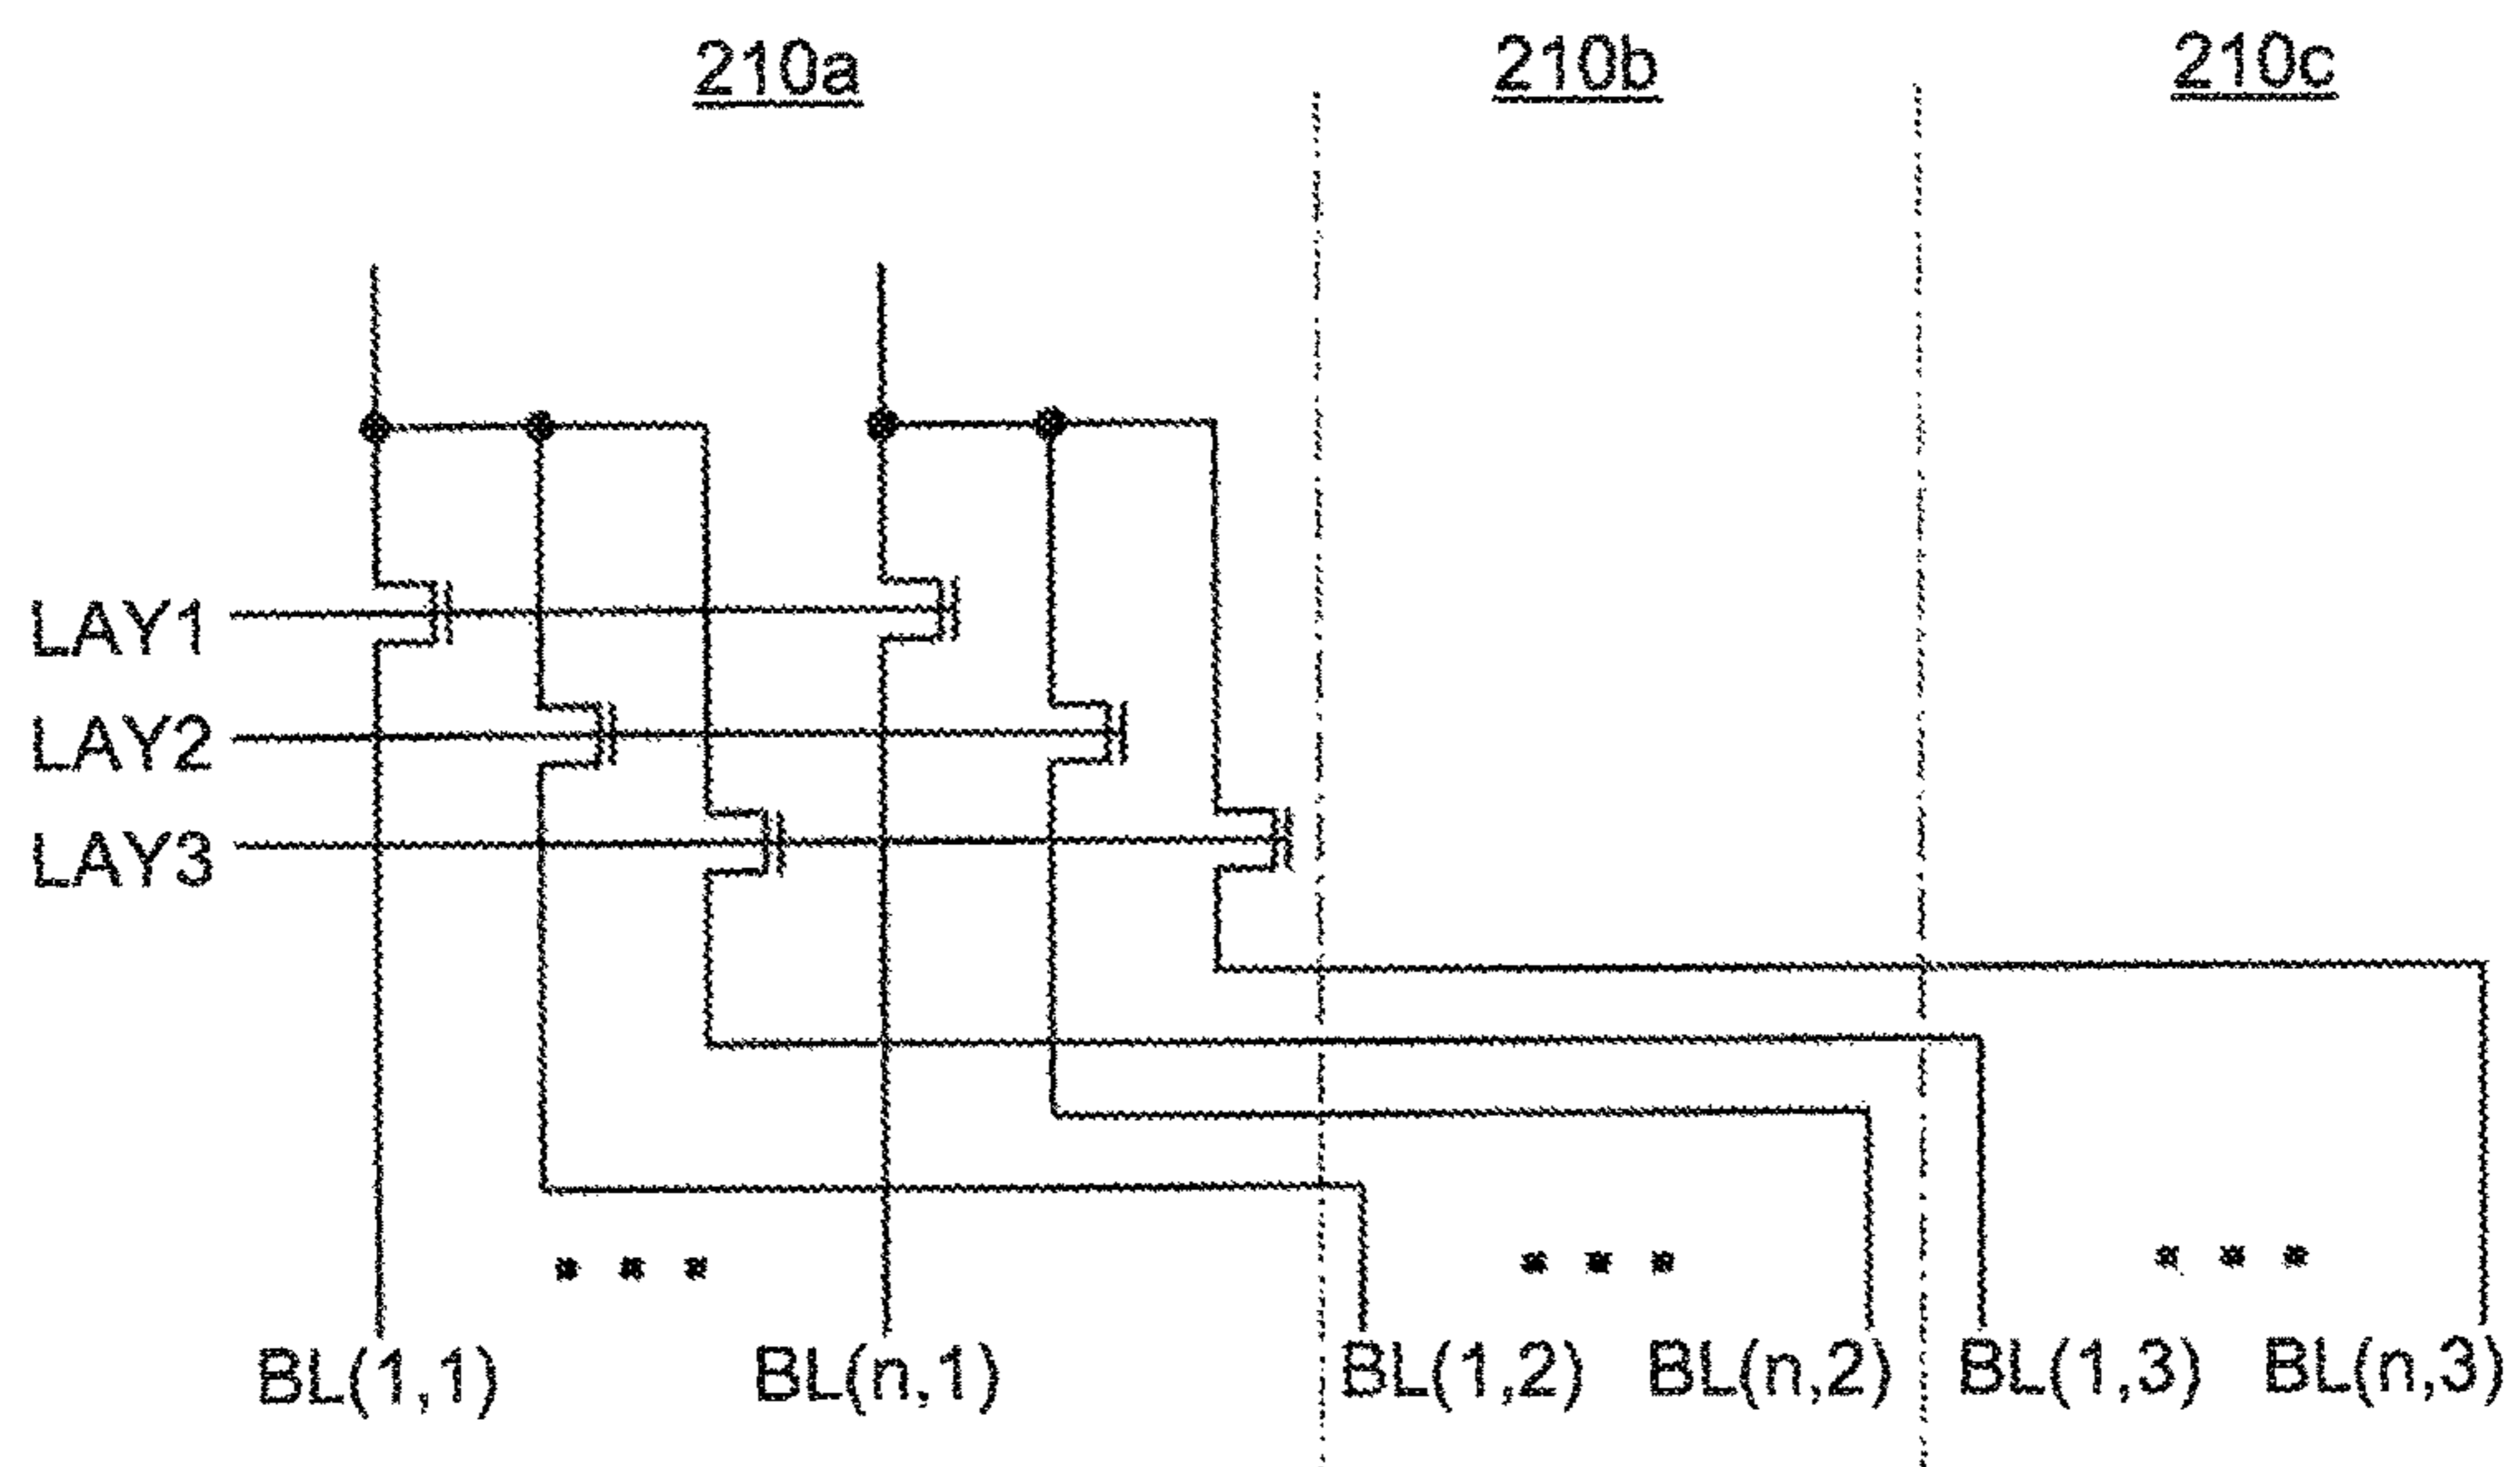 210a 210b 210c
LAY1
LAY2
LAY3
BL(1,1) BL(n,1) BL(1,2) BL(n,2) BL(1,3) BL(n,3)